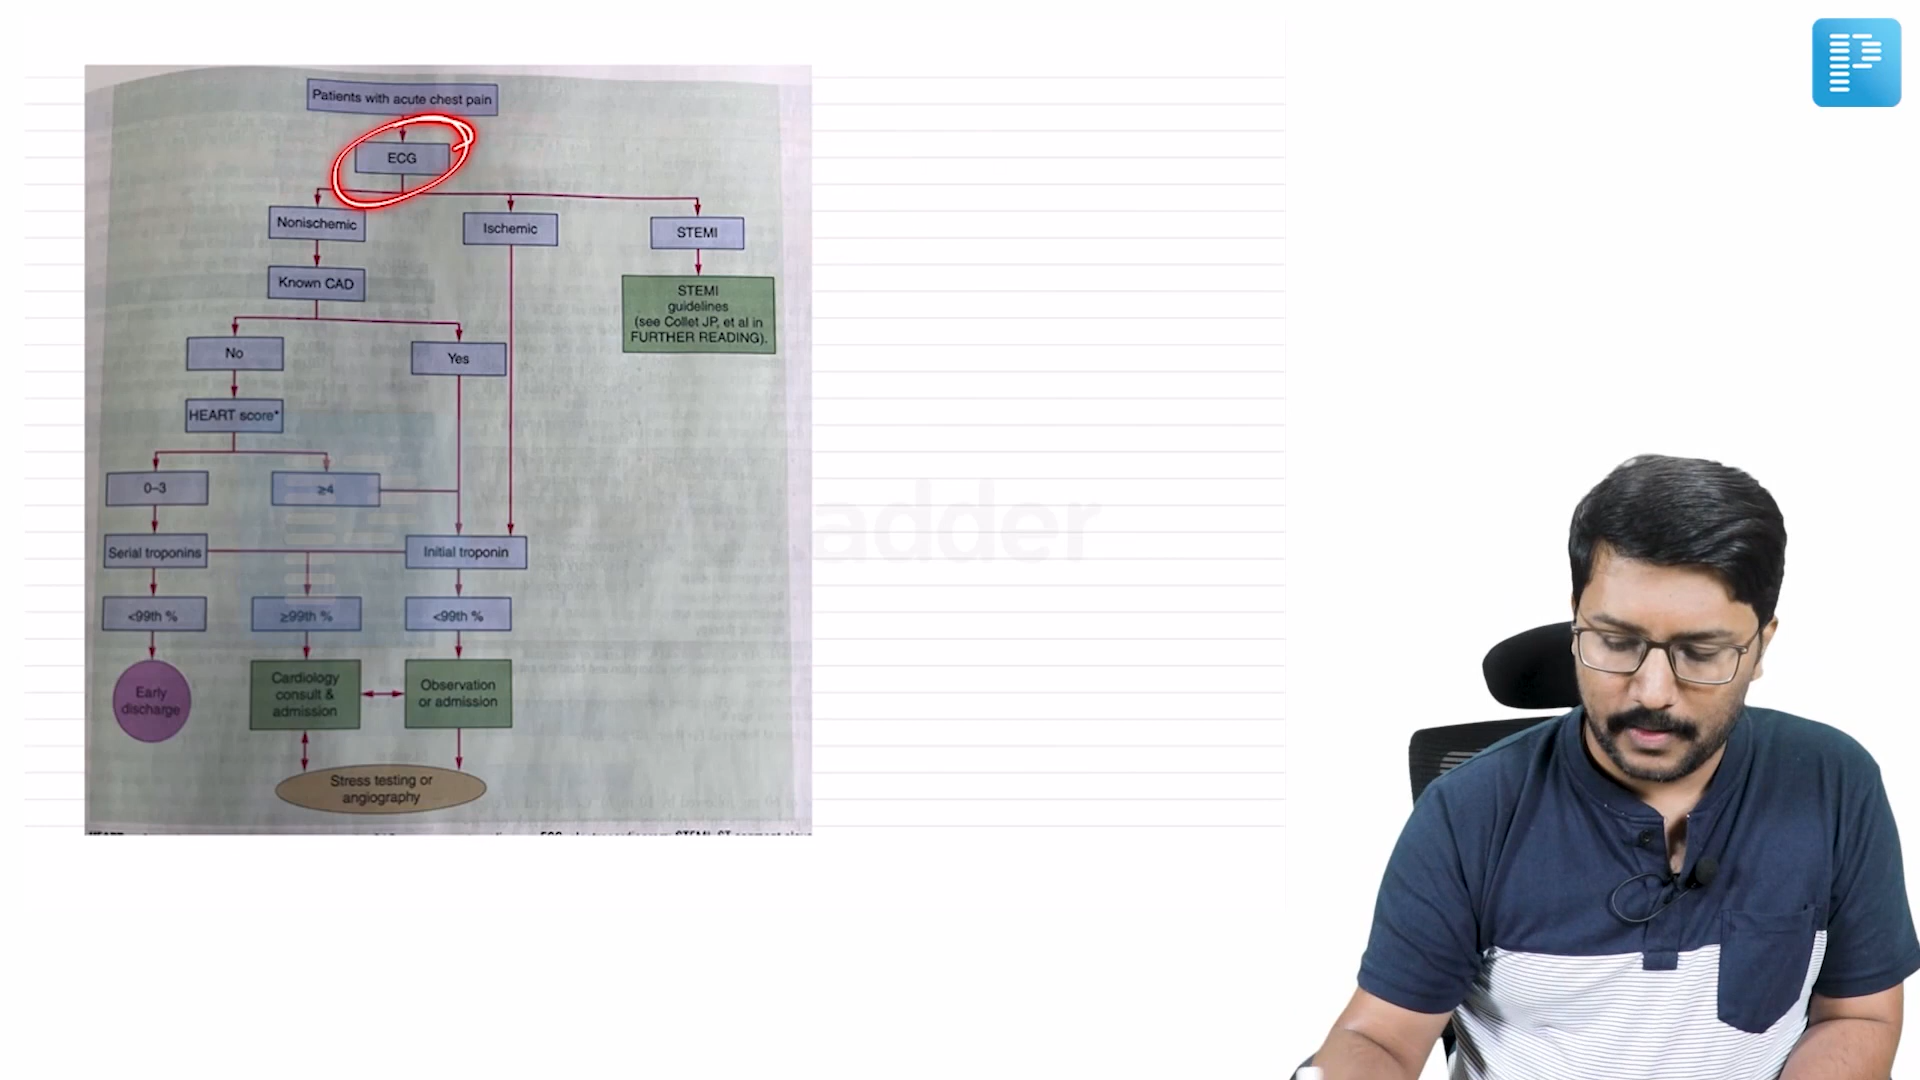 Patients with acute chest pain
ECG
Nonischemic
Ischemic
STEMI
Known CAD
STEMI
guidelines
(see Collet JP, et al in
FURTHER READING).
No
Yes
HEART score*
0–3
≥4
Serial troponins
Initial troponin
<99th %
≥99th %
<99th %
Early
discharge
Cardiology
consult &
admission
Observation
or admission
Stress testing or
angiography
adder